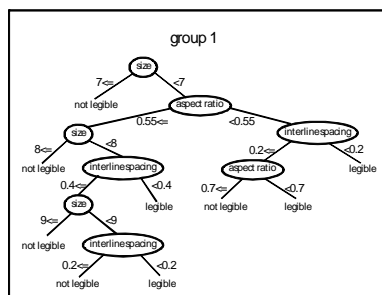 group 1
size
7<= <7
not legible aspect ratio
0.55<= <0.55
size interlinespacing
8<= <8 0.2<= <0.2
not legible interlinespacing aspect ratio legible
0.4<= <0.4 0.7<= <0.7
size legible not legible legible
9<= <9
not legible interlinespacing
0.2<= <0.2
not legible legible